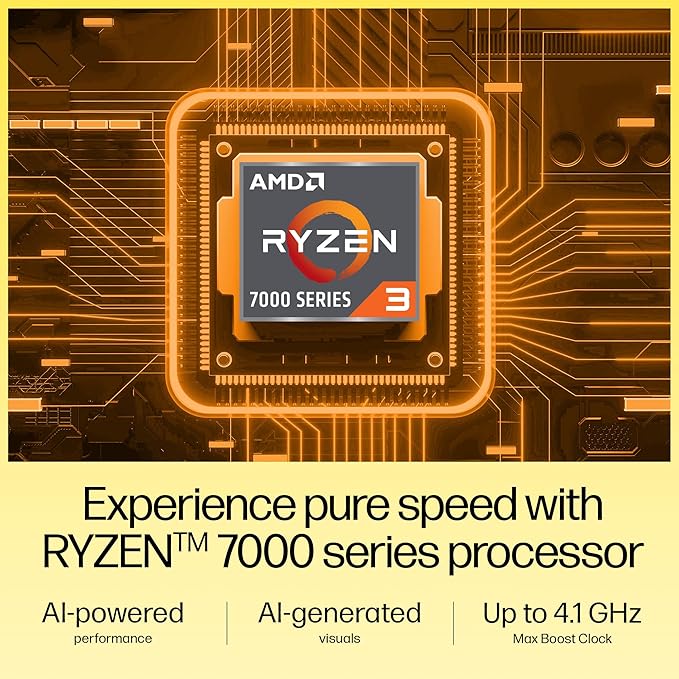 AMD
RYZEN
7000 SERIES 3
Experience pure speed with
RYZEN™ 7000 series processor
AI-powered
performance
AI-generated
visuals
Up to 4.1 GHz
Max Boost Clock